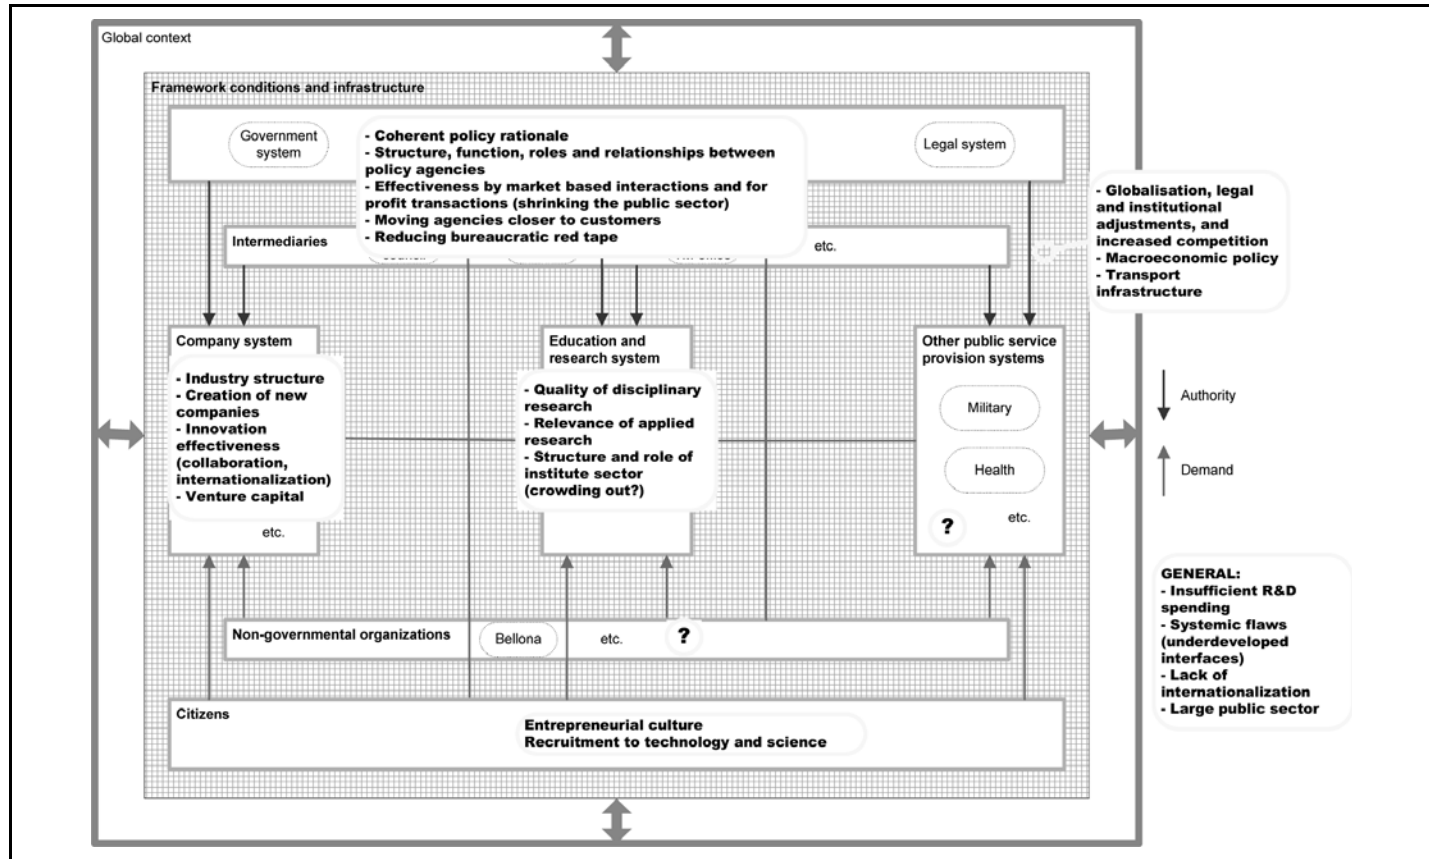 Global context
Framework conditions and infrastructure
Government
system
- Coherent policy rationale
- Structure, function, roles and relationships between
policy agencies
- Effectiveness by market based interactions and for
profit transactions (shrinking the public sector)
- Moving agencies closer to customers
- Reducing bureaucratic red tape
Legal system
- Globalisation, legal
and institutional
adjustments, and
increased competition
- Macroeconomic policy
- Transport
infrastructure
Intermediaries
etc.
Company system
- Industry structure
- Creation of new
companies
- Innovation
effectiveness
(collaboration,
internationalization)
- Venture capital
etc.
Education and
research system
- Quality of disciplinary
research
- Relevance of applied
research
- Structure and role of
institute sector
(crowding out?)
Other public service
provision systems
Military
Health
?
etc.
Authority
Demand
GENERAL:
- Insufficient R&D
spending
- Systemic flaws
(underdeveloped
interfaces)
- Lack of
internationalization
- Large public sector
Non-governmental organizations
Bellona
etc.
?
Citizens
Entrepreneurial culture
Recruitment to technology and science